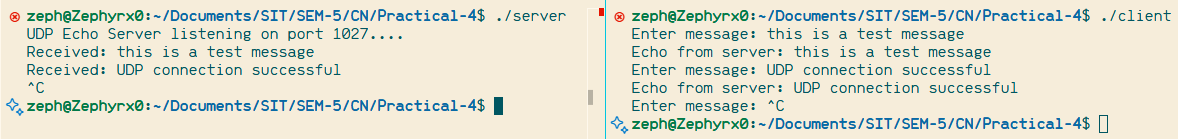 zeph@Zephyrx0:~/Documents/SIT/SEM-5/CN/Practical-4$ ./server
UDP Echo Server listening on port 1027....
Received: this is a test message
Received: UDP connection successful
^C
zeph@Zephyrx0:~/Documents/SIT/SEM-5/CN/Practical-4$
zeph@Zephyrx0:~/Documents/SIT/SEM-5/CN/Practical-4$ ./client
Enter message: this is a test message
Echo from server: this is a test message
Enter message: UDP connection successful
Echo from server: UDP connection successful
Enter message: ^C
zeph@Zephyrx0:~/Documents/SIT/SEM-5/CN/Practical-4$